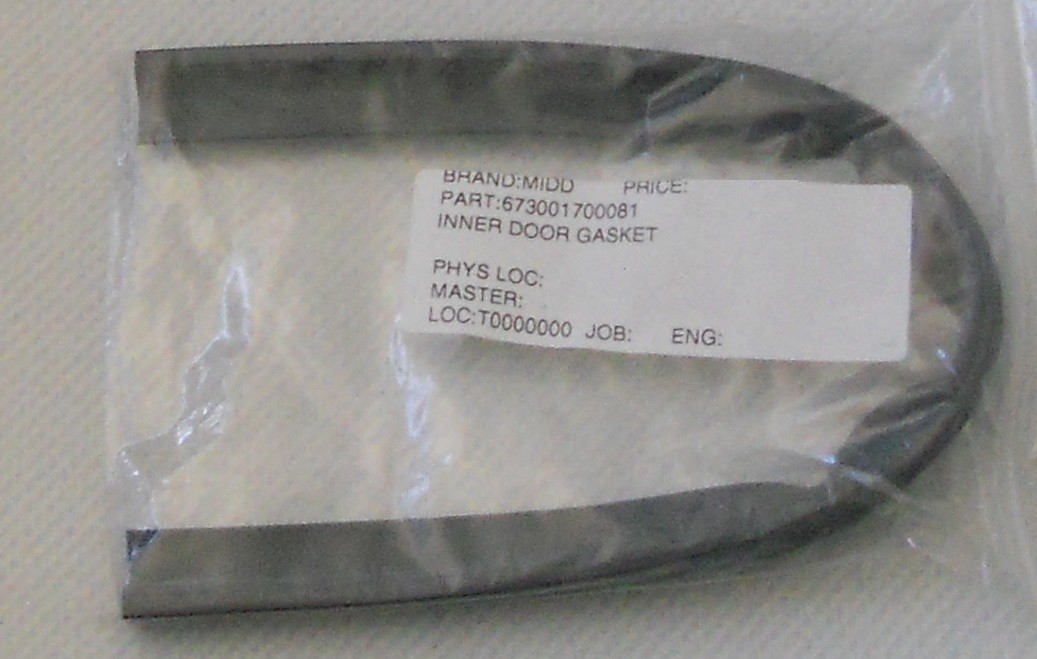 BRAND:MIDD PRICE:
PART:673001700081
INNER DOOR GASKET
PHYS LOC:
MASTER:
LOC:T0000000 JOB: ENG: